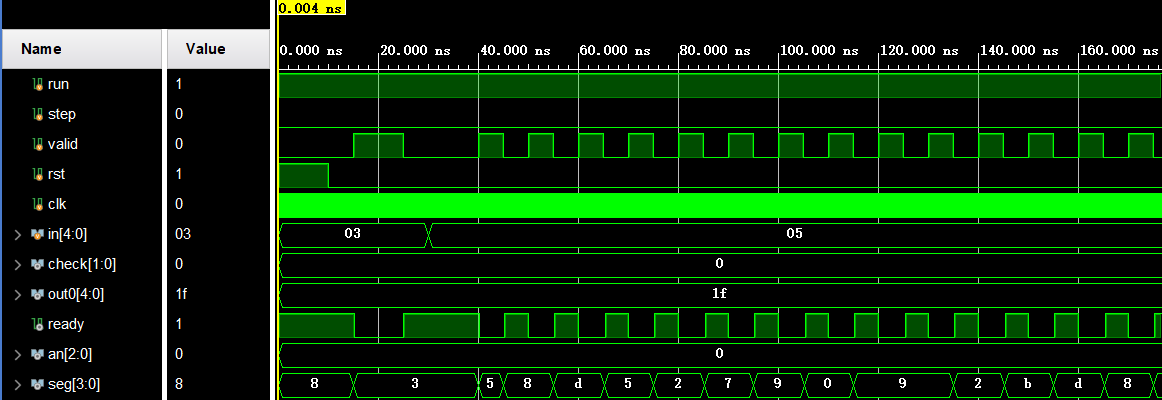 0.004 ns
Name Value
0.000 ns 20.000 ns 40.000 ns 60.000 ns 80.000 ns 100.000 ns 120.000 ns 140.000 ns 160.000 ns
run 1
step 0
valid 0
rst 1
clk 0
in[4:0] 03 03 05
check[1:0] 0 0
out0[4:0] 1f 1f
ready 1
an[2:0] 0 0
seg[3:0] 8 8 3 5 8 d 5 2 7 9 0 9 2 b d 8